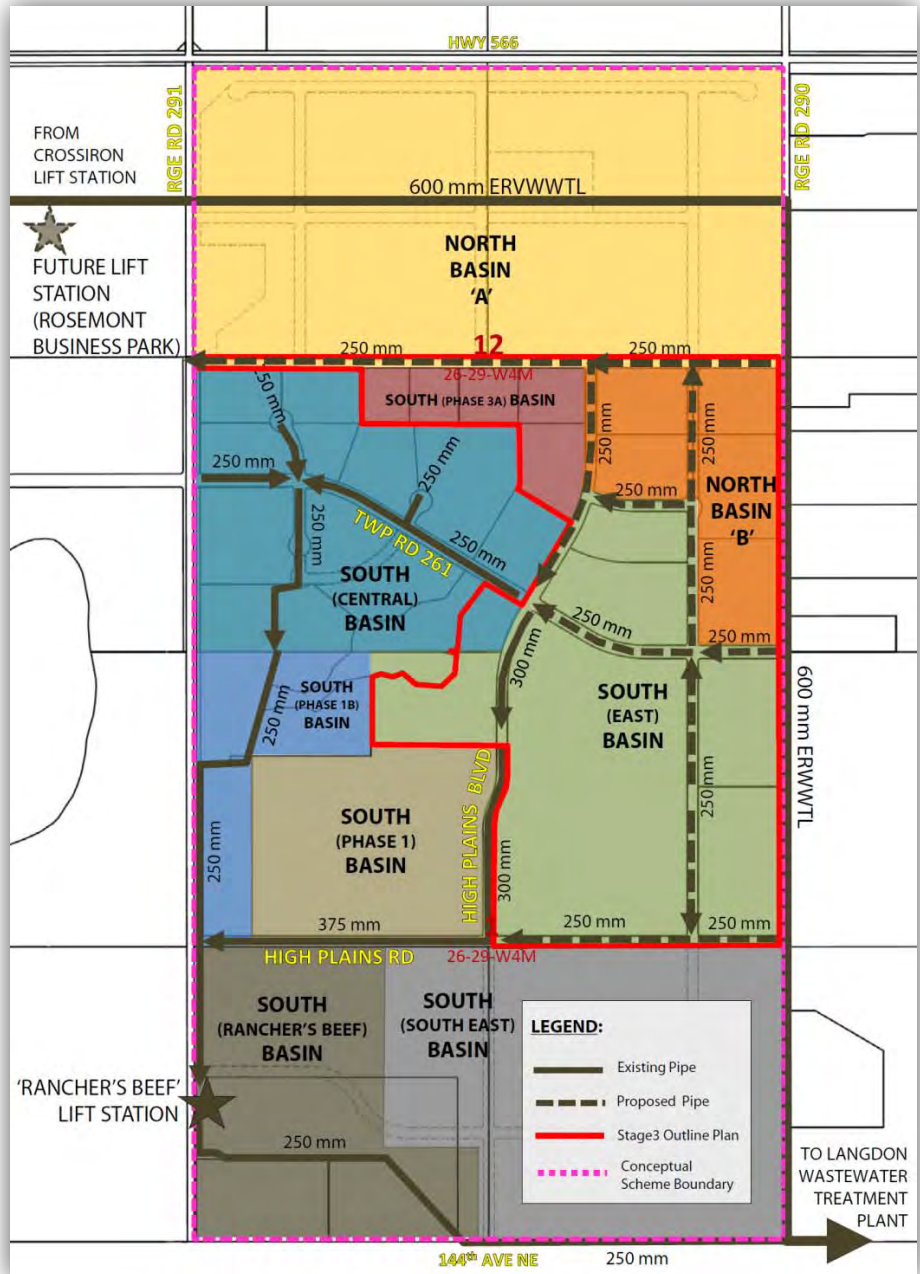 HWY 566
RGE RD 291
RGE RD 290
FROM
CROSSIRON
LIFT STATION
600 mm ERVWWTL
FUTURE LIFT
STATION
(ROSEMONT
BUSINESS PARK)
NORTH
BASIN
'A'
250 mm
12
250 mm
26-29-W4M
SOUTH (PHASE 3A) BASIN
250 mm
250 mm
250 mm
250 mm
250 mm
250 mm
250 mm
NORTH
BASIN
'B'
TWP RD 261
250 mm
250 mm
SOUTH
(CENTRAL)
BASIN
250 mm
250 mm
300 mm
SOUTH
(PHASE 1B)
BASIN
250 mm
SOUTH
(EAST)
BASIN
600 mm ERWWTL
250 mm
HIGH PLAINS BLVD
SOUTH
(PHASE 1)
BASIN
250 mm
300 mm
375 mm
250 mm
250 mm
HIGH PLAINS RD
26-29-W4M
SOUTH
(RANCHER'S BEEF)
BASIN
SOUTH
(SOUTH EAST)
BASIN
LEGEND:
Existing Pipe
Proposed Pipe
Stage3 Outline Plan
Conceptual
Scheme Boundary
'RANCHER'S BEEF'
LIFT STATION
250 mm
TO LANGDON
WASTEWATER
TREATMENT
PLANT
144th AVE NE
250 mm